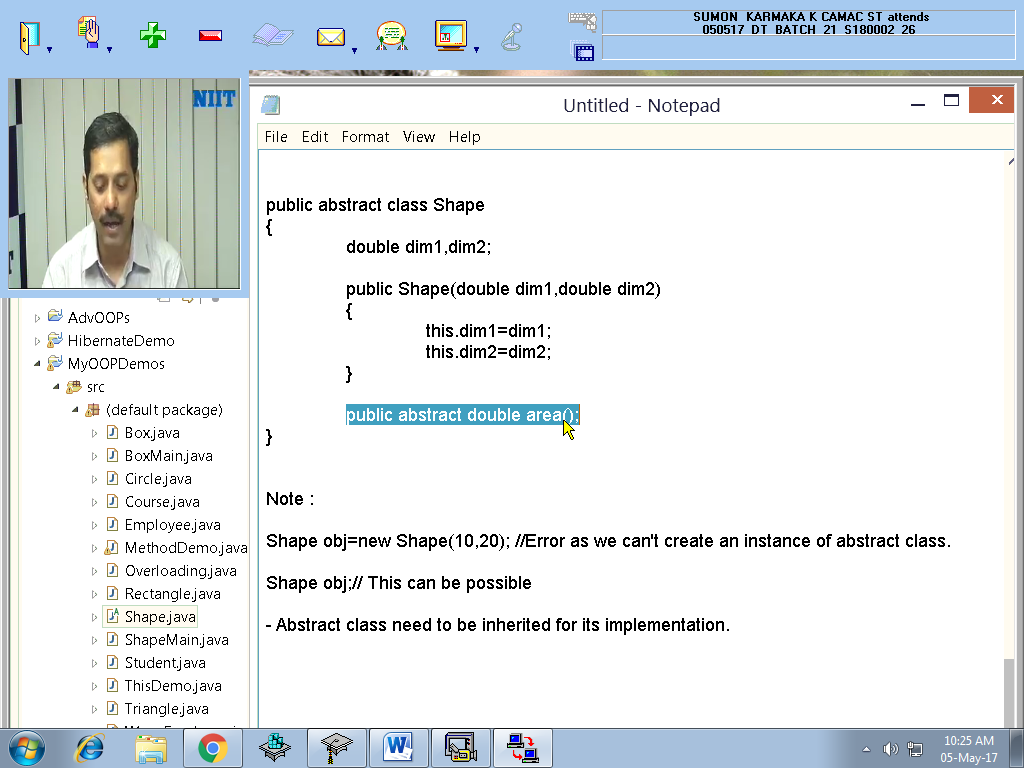 SUMON KARMAKA K CAMAC ST attends
050517 DT BATCH 21 S180002 26
NIIT
Untitled - Notepad
File Edit Format View Help
public abstract class Shape
{
double dim1,dim2;
public Shape(double dim1,double dim2)
{
this.dim1=dim1;
this.dim2=dim2;
}
public abstract double area();
}
Note :
Shape obj=new Shape(10,20); //Error as we can't create an instance of abstract class.
Shape obj;// This can be possible
- Abstract class need to be inherited for its implementation.
AdvOOPs
HibernateDemo
MyOOPDemos
src
(default package)
Box.java
BoxMain.java
Circle.java
Course.java
Employee.java
MethodDemo.java
Overloading.java
Rectangle.java
Shape.java
ShapeMain.java
Student.java
ThisDemo.java
Triangle.java
10:25 AM
05-May-17